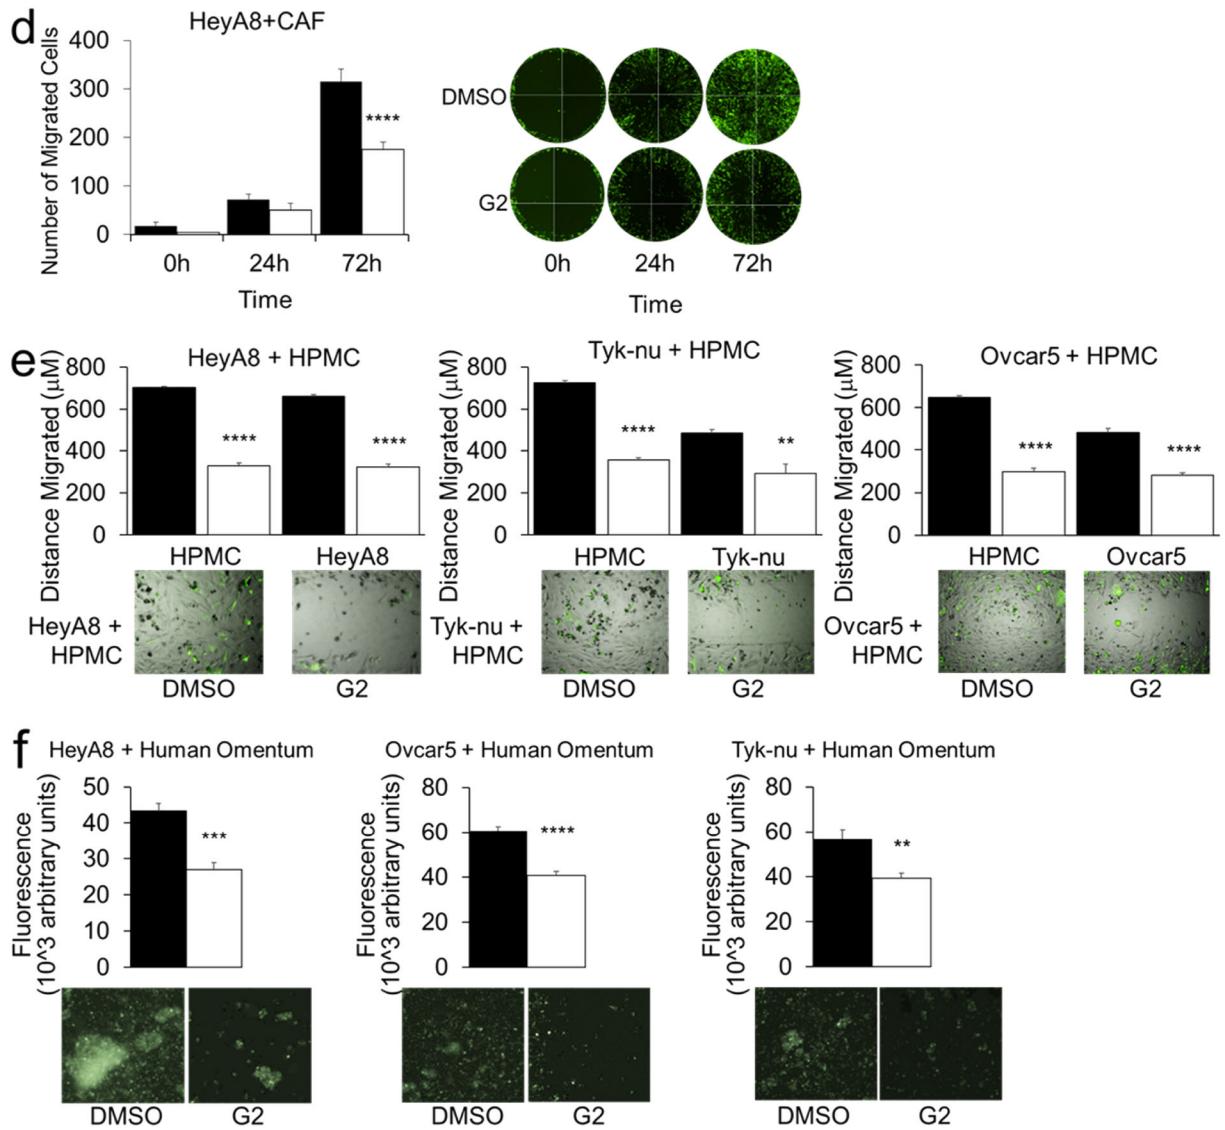 d
HeyA8+CAF
Number of Migrated Cells
400
300
200
100
0
****
0h
24h
72h
Time
DMSO
G2
0h
24h
72h
Time
e
HeyA8 + HPMC
Distance Migrated (μM)
800
600
400
200
0
****
****
HPMC
HeyA8
HeyA8 +
HPMC
DMSO
G2
Tyk-nu + HPMC
Distance Migrated (μM)
800
600
400
200
0
****
**
HPMC
Tyk-nu
Tyk-nu +
HPMC
DMSO
G2
Ovcar5 + HPMC
Distance Migrated (μM)
800
600
400
200
0
****
****
HPMC
Ovcar5
Ovcar5 +
HPMC
DMSO
G2
f
HeyA8 + Human Omentum
Fluorescence
(10^3 arbitrary units)
50
40
30
20
10
0
***
DMSO
G2
Ovcar5 + Human Omentum
Fluorescence
(10^3 arbitrary units)
80
60
40
20
0
****
DMSO
G2
Tyk-nu + Human Omentum
Fluorescence
(10^3 arbitrary units)
80
60
40
20
0
**
DMSO
G2